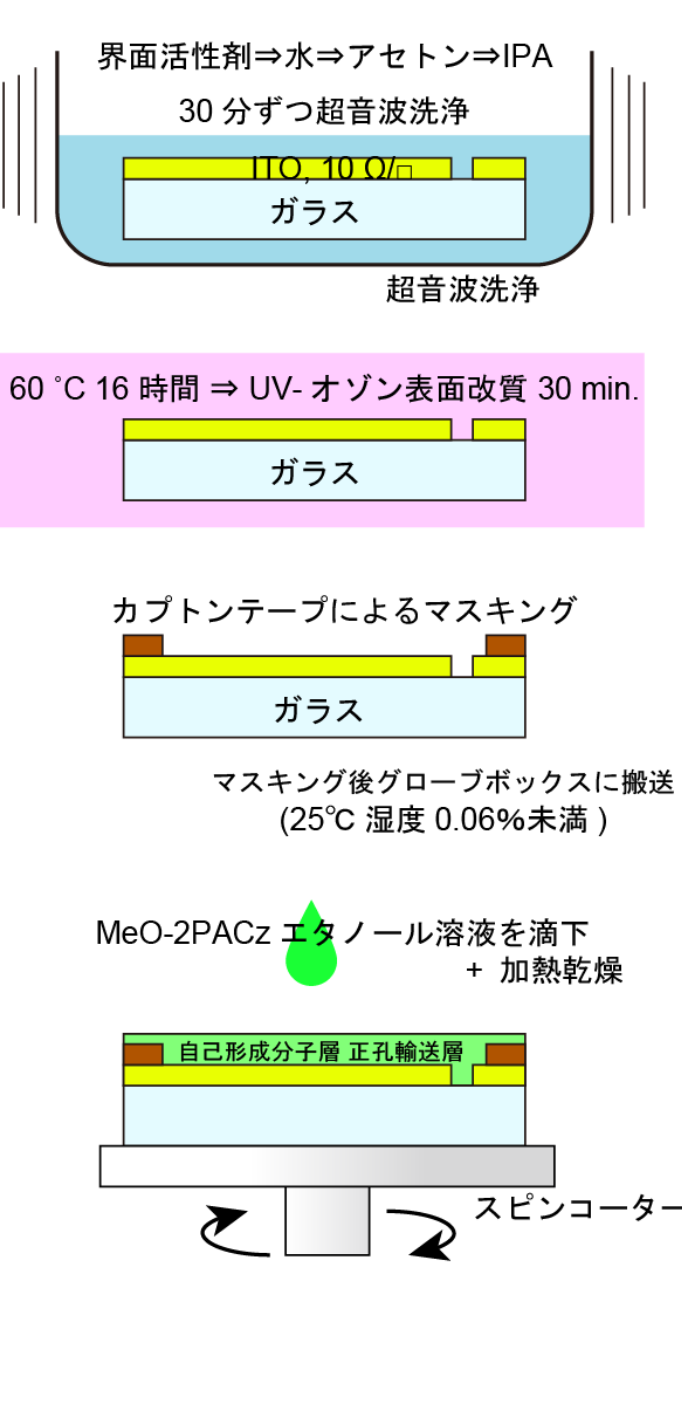 界面活性剤⇒水⇒アセトン⇒IPA
30 分ずつ超音波洗浄
ITO, 10 Ω/□
ガラス
超音波洗浄
60 °C 16 時間 ⇒ UV- オゾン表面改質 30 min.
ガラス
カプトンテープによるマスキング
ガラス
マスキング後グローブボックスに搬送
(25℃ 湿度 0.06%未満 )
MeO-2PACz エタノール溶液を滴下
+ 加熱乾燥
自己形成分子層 正孔輸送層
スピンコーター